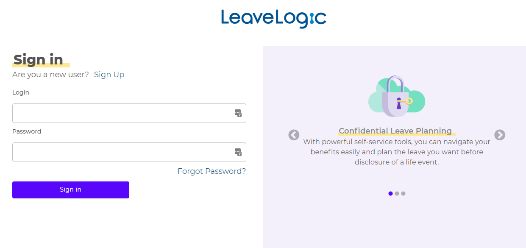 LeaveLogic
Sign in
Are you a new user? Sign Up
Login
Password
Forgot Password?
Sign in
Confidential Leave Planning
With powerful self-service tools, you can navigate your
benefits easily and plan the leave you want before
disclosure of a life event.